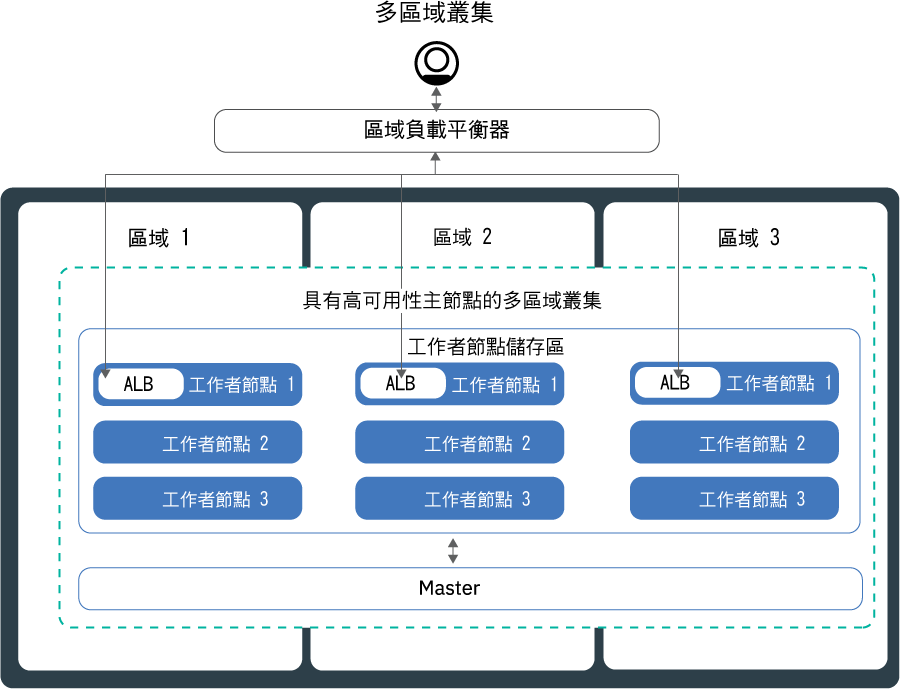 多區域叢集
區域負載平衡器
區域 1
區域 2
區域 3
具有高可用性主節點的多區域叢集
工作者節點儲存區
ALB 工作者節點 1
ALB 工作者節點 1
ALB 工作者節點 1
工作者節點 2
工作者節點 2
工作者節點 2
工作者節點 3
工作者節點 3
工作者節點 3
Master